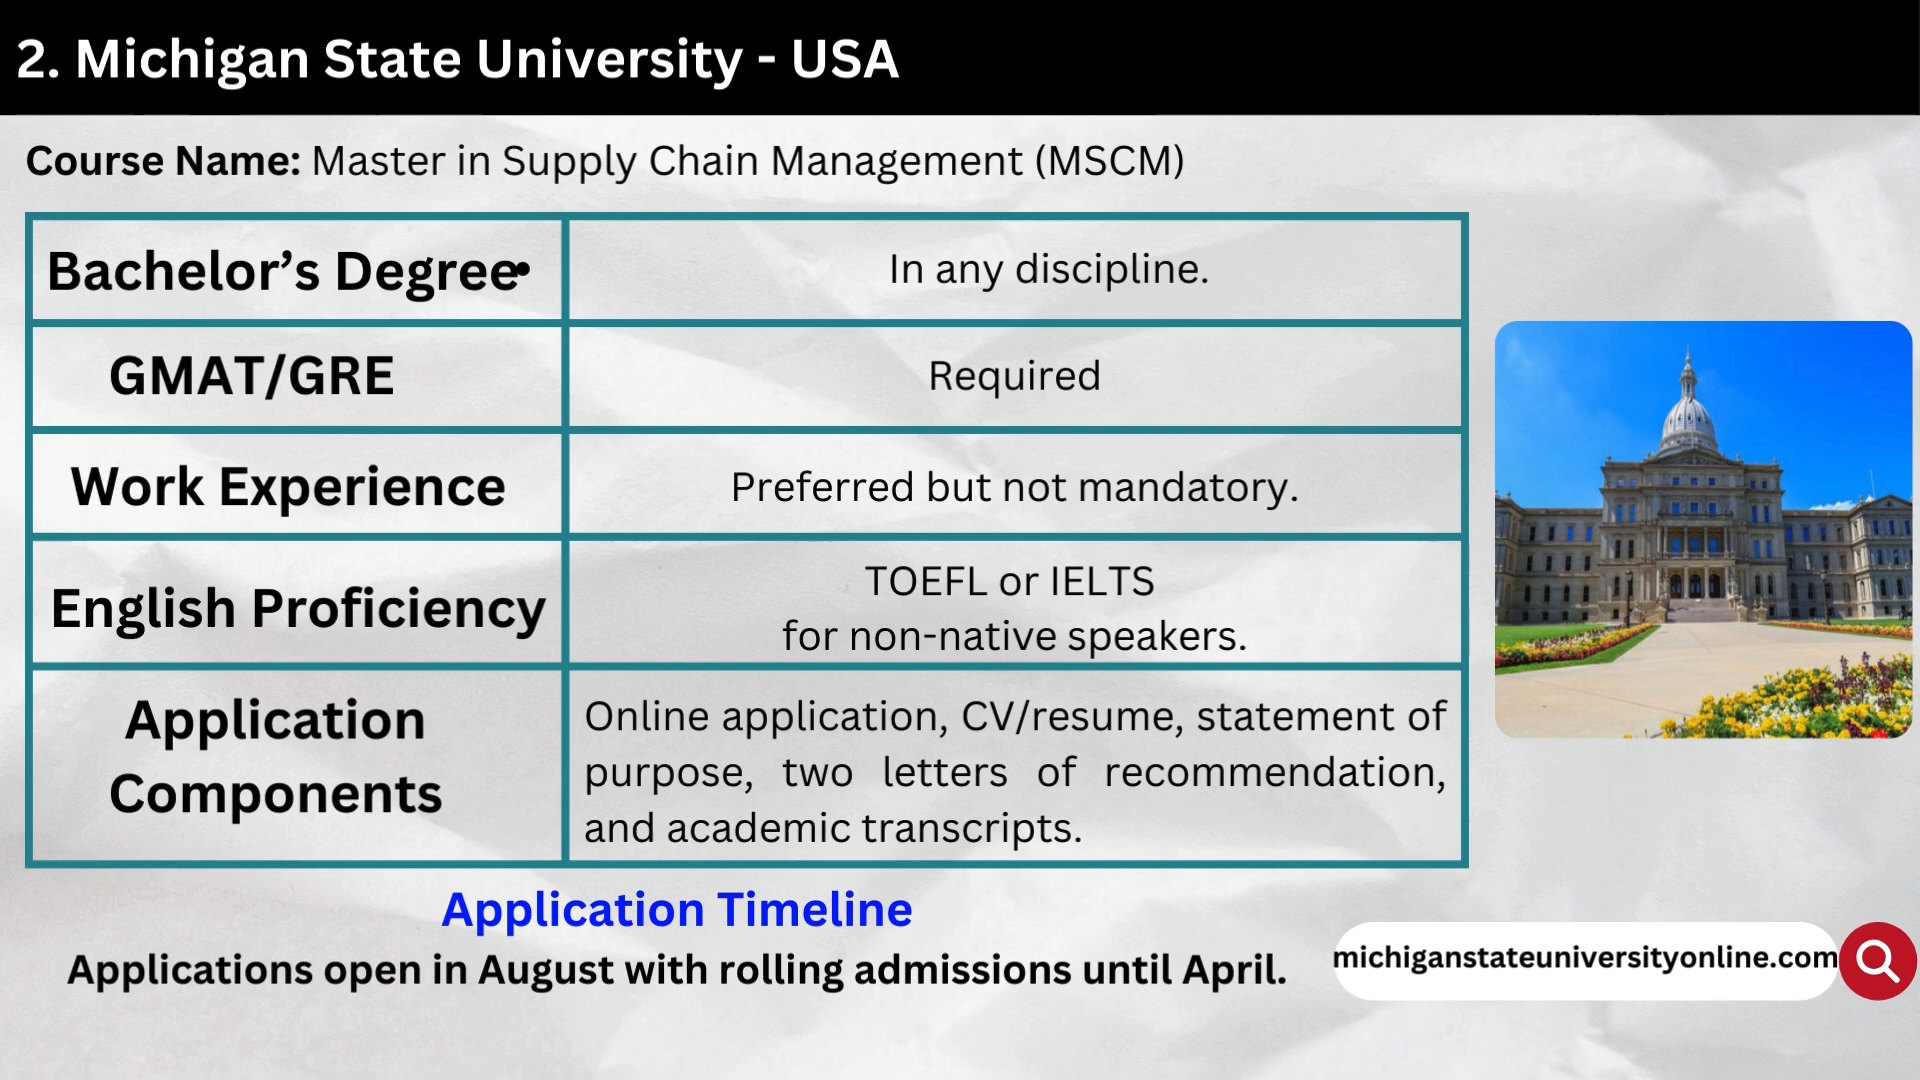 2. Michigan State University - USA
Course Name: Master in Supply Chain Management (MSCM)
Bachelor’s Degree•
In any discipline.
GMAT/GRE
Required
Work Experience
Preferred but not mandatory.
English Proficiency
TOEFL or IELTS
for non-native speakers.
Application
Components
Online application, CV/resume, statement of
purpose, two letters of recommendation,
and academic transcripts.
Application Timeline
Applications open in August with rolling admissions until April.
michiganstateuniversityonline.com